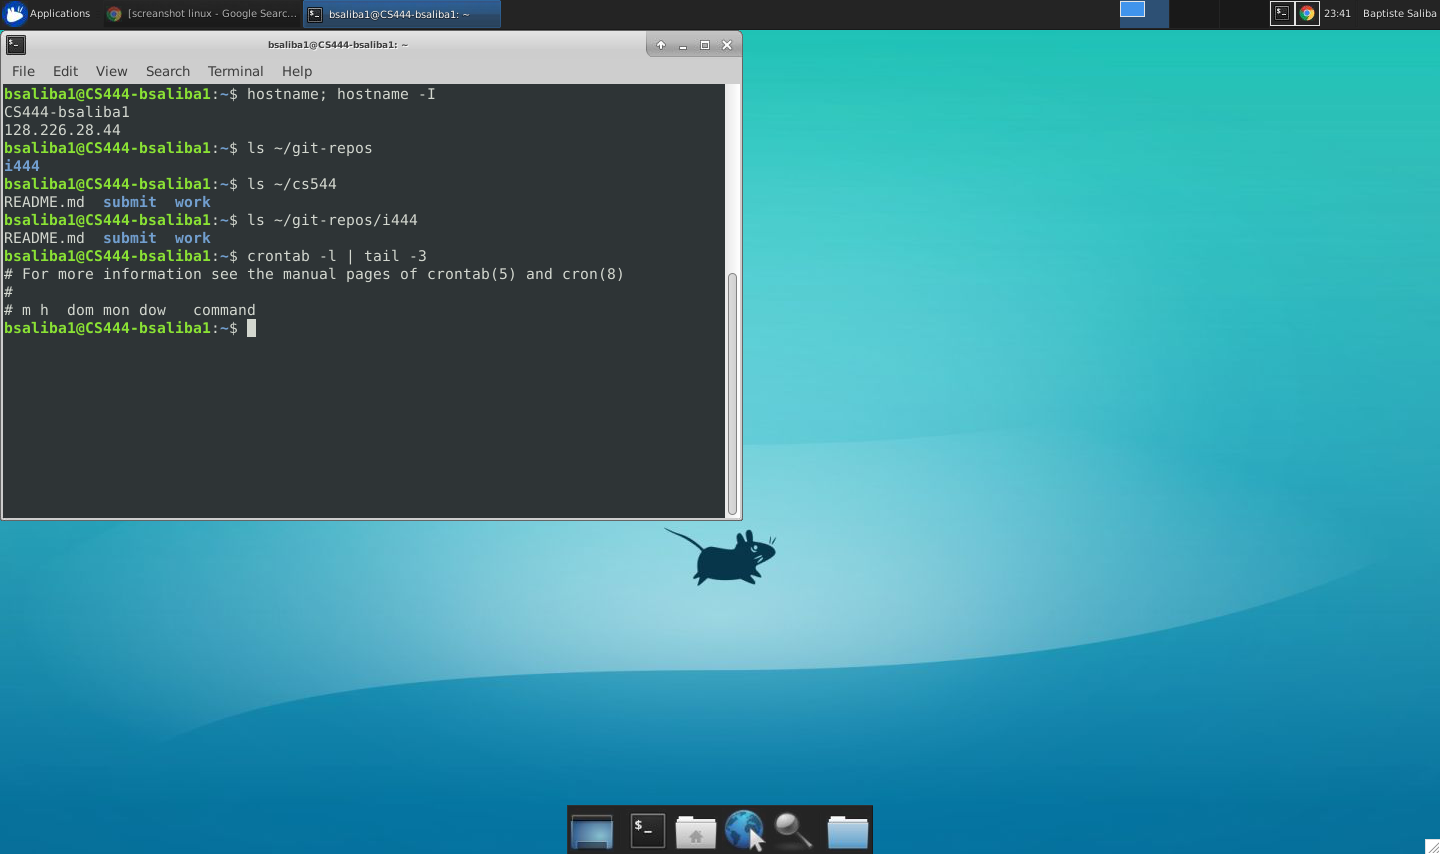 Applications
[screanshot linux - Google Searc...
bsaliba1@CS444-bsaliba1: ~
23:41
Baptiste Saliba
bsaliba1@CS444-bsaliba1: ~
File Edit View Search Terminal Help
bsaliba1@CS444-bsaliba1:~$ hostname; hostname -I
CS444-bsaliba1
128.226.28.44
bsaliba1@CS444-bsaliba1:~$ ls ~/git-repos
i444
bsaliba1@CS444-bsaliba1:~$ ls ~/cs544
README.md  submit  work
bsaliba1@CS444-bsaliba1:~$ ls ~/git-repos/i444
README.md  submit  work
bsaliba1@CS444-bsaliba1:~$ crontab -l | tail -3
# For more information see the manual pages of crontab(5) and cron(8)
#
# m h  dom mon dow   command
bsaliba1@CS444-bsaliba1:~$